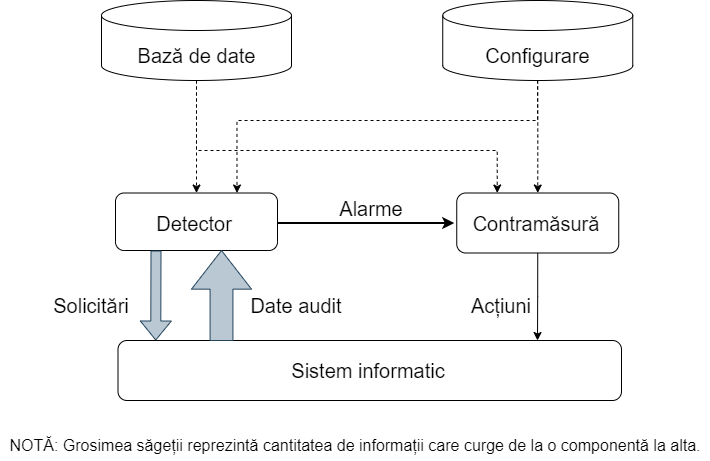 Bază de date
Configurare
Detector
Alarme
Contramăsură
Solicitări
Date audit
Acțiuni
Sistem informatic
NOTĂ: Grosimea săgeții reprezintă cantitatea de informații care curge de la o componentă la alta.